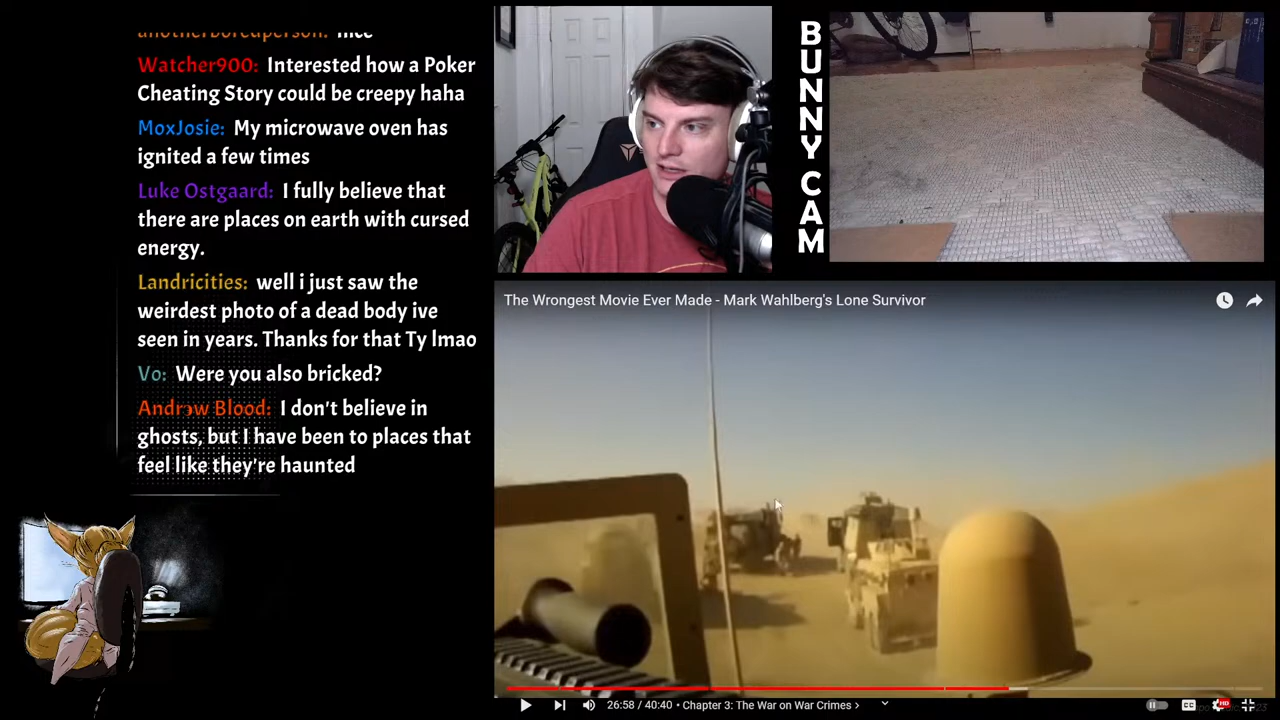 anotherboredperson: nice
Watcher900: Interested how a Poker
Cheating Story could be creepy haha
MoxJosie: My microwave oven has
ignited a few times
Luke Ostgaard: I fully believe that
there are places on earth with cursed
energy.
Landricities: well i just saw the
weirdest photo of a dead body ive
seen in years. Thanks for that Ty lmao
Vo: Were you also bricked?
Andrew Blood: I don't believe in
ghosts, but I have been to places that
feel like they're haunted
BUNNY CAM
The Wrongest Movie Ever Made - Mark Wahlberg's Lone Survivor
26:58 / 40:40 • Chapter 3: The War on War Crimes >
CC
HD